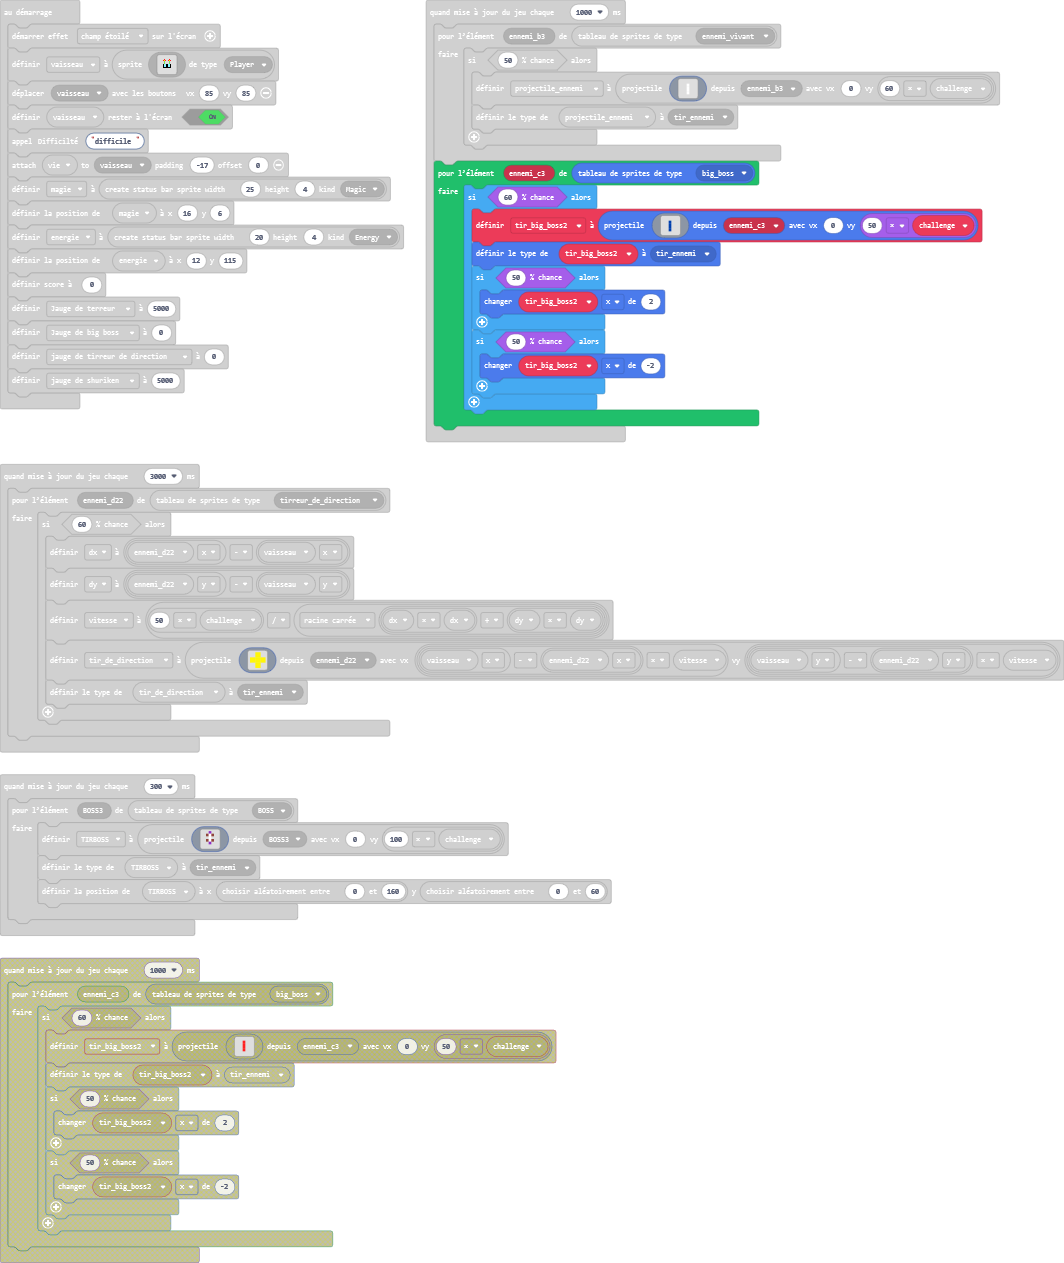 au démarrage
démarrer effet champ étoilé sur l'écran
définir vaisseau à sprite de type Player
déplacer vaisseau avec les boutons vx 85 vy 85
définir vaisseau rester à l'écran ON
appel Difficilté "difficile"
attach vie to vaisseau padding -17 offset 0
définir magie à create status bar sprite width 25 height 4 kind Magic
définir la position de magie à x 16 y 6
définir energie à create status bar sprite width 20 height 4 kind Energy
définir la position de energie à x 12 y 115
définir score à 0
définir Jauge de terreur à 5000
définir Jauge de big boss à 0
définir jauge de tirreur de direction à 0
définir jauge de shuriken à 5000
quand mise à jour du jeu chaque 1000 ms
pour l'élément ennemi_b3 de tableau de sprites de type ennemi_vivant
faire si 50 % chance alors
définir projectile_ennemi à projectile depuis ennemi_b3 avec vx 0 vy 60 × challenge
définir le type de projectile_ennemi à tir_ennemi
pour l'élément ennemi_c3 de tableau de sprites de type big_boss
faire si 60 % chance alors
définir tir_big_boss2 à projectile depuis ennemi_c3 avec vx 0 vy 50 × challenge
définir le type de tir_big_boss2 à tir_ennemi
si 50 % chance alors
changer tir_big_boss2 x de 2
si 50 % chance alors
changer tir_big_boss2 x de -2
quand mise à jour du jeu chaque 3000 ms
pour l'élément ennemi_d22 de tableau de sprites de type tirreur_de_direction
faire si 60 % chance alors
définir dx à ennemi_d22 x - vaisseau x
définir dy à ennemi_d22 y - vaisseau y
définir vitesse à 50 × challenge / racine carrée dx × dx + dy × dy
définir tir_de_direction à projectile depuis ennemi_d22 avec vx vaisseau x - ennemi_d22 x × vitesse vy vaisseau y - ennemi_d22 y × vitesse
définir le type de tir_de_direction à tir_ennemi
quand mise à jour du jeu chaque 300 ms
pour l'élément BOSS3 de tableau de sprites de type BOSS
faire définir TIRBOSS à projectile depuis BOSS3 avec vx 0 vy 100 × challenge
définir le type de TIRBOSS à tir_ennemi
définir la position de TIRBOSS à x choisir aléatoirement entre 0 et 160 y choisir aléatoirement entre 0 et 60
quand mise à jour du jeu chaque 1000 ms
pour l'élément ennemi_c3 de tableau de sprites de type big_boss
faire si 60 % chance alors
définir tir_big_boss2 à projectile depuis ennemi_c3 avec vx 0 vy 50 × challenge
définir le type de tir_big_boss2 à tir_ennemi
si 50 % chance alors
changer tir_big_boss2 x de 2
si 50 % chance alors
changer tir_big_boss2 x de -2